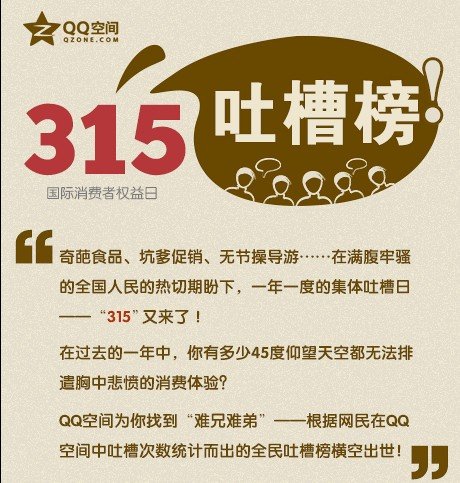 QQ空间
QZONE.COM
315
吐槽榜!
国际消费者权益日
“
奇葩食品、坑爹促销、无节操导游……在满腹牢骚
的全国人民的热切期盼下，一年一度的集体吐槽日
——“315”又来了！
在过去的一年中，你有多少45度仰望天空都无法排
遣胸中悲愤的消费体验？
QQ空间为你找到“难兄难弟”——根据网民在QQ
空间中吐槽次数统计而出的全民吐槽榜横空出世！
”